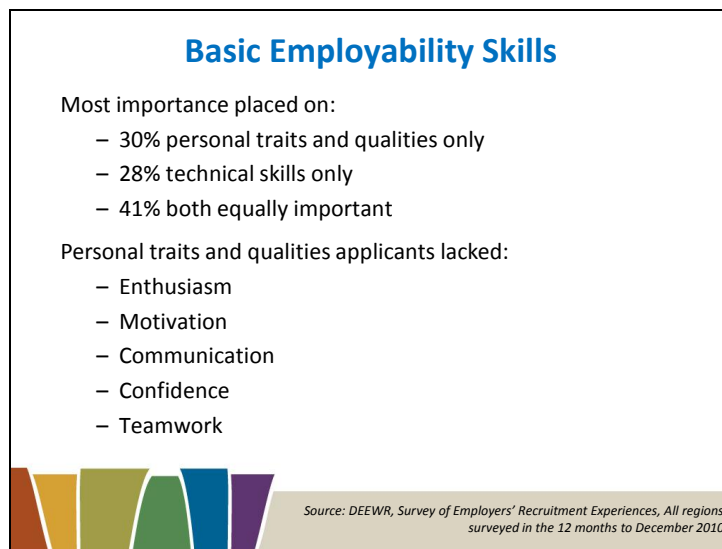 Basic Employability Skills
Most importance placed on:
– 30% personal traits and qualities only
– 28% technical skills only
– 41% both equally important
Personal traits and qualities applicants lacked:
– Enthusiasm
– Motivation
– Communication
– Confidence
– Teamwork
Source: DEEWR, Survey of Employers’ Recruitment Experiences, All regions
surveyed in the 12 months to December 2010